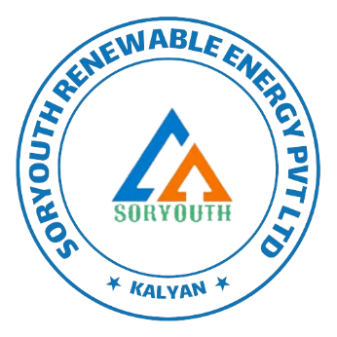 SORYOUTH RENEWABLE ENERGY PVT LTD
SORYOUTH
★ KALYAN ★